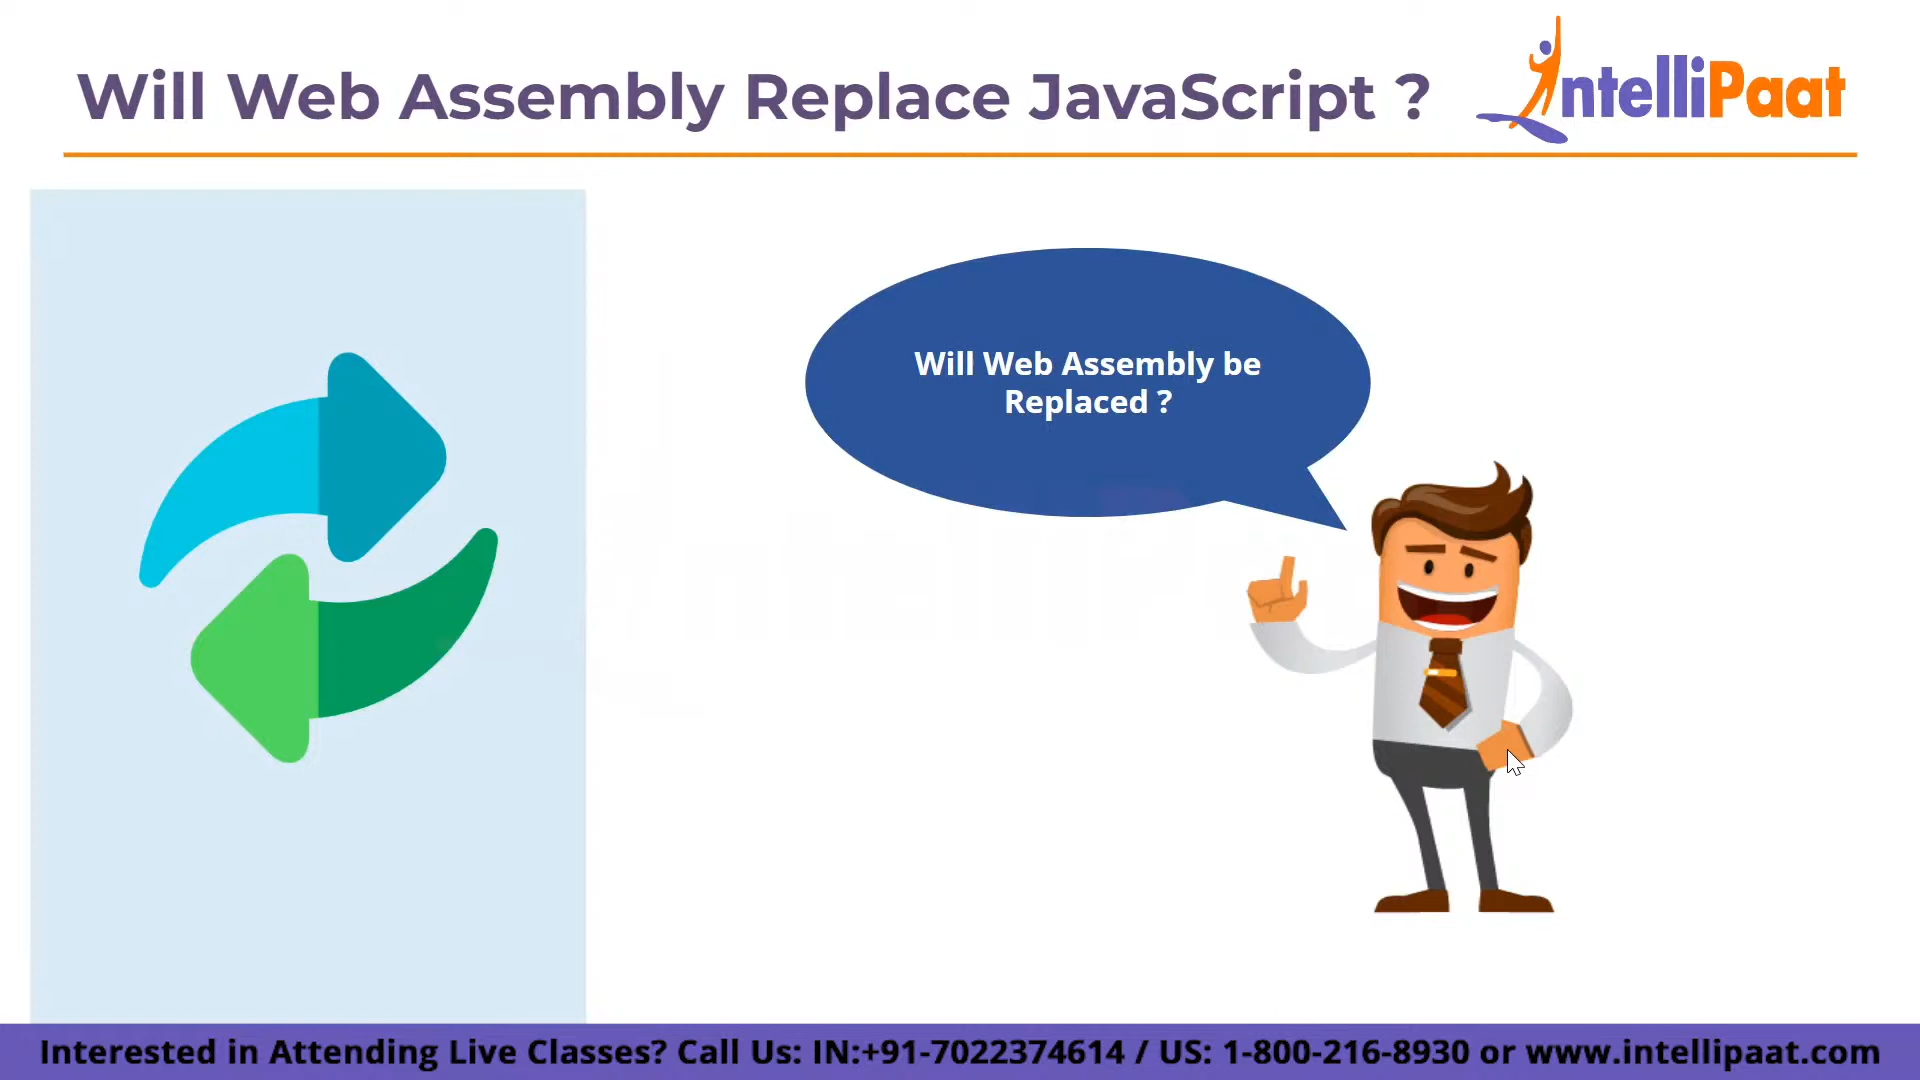 Will Web Assembly Replace JavaScript ?
IntelliPaat
Will Web Assembly be
Replaced ?
Interested in Attending Live Classes? Call Us: IN:+91-7022374614 / US: 1-800-216-8930 or www.intellipaat.com